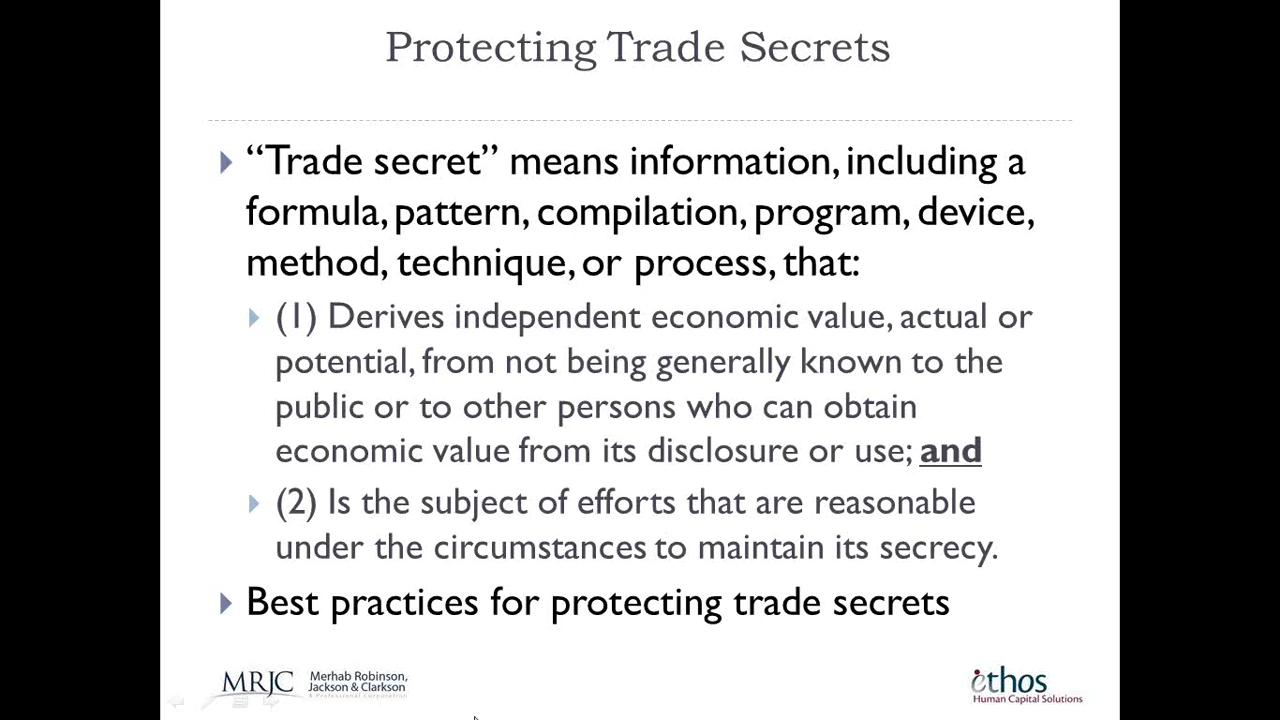 Protecting Trade Secrets
“Trade secret” means information, including a
formula, pattern, compilation, program, device,
method, technique, or process, that:
(1) Derives independent economic value, actual or
potential, from not being generally known to the
public or to other persons who can obtain
economic value from its disclosure or use; and
(2) Is the subject of efforts that are reasonable
under the circumstances to maintain its secrecy.
Best practices for protecting trade secrets
MRJC
Merhab Robinson,
Jackson & Clarkson
A Professional Corporation
ethos
Human Capital Solutions